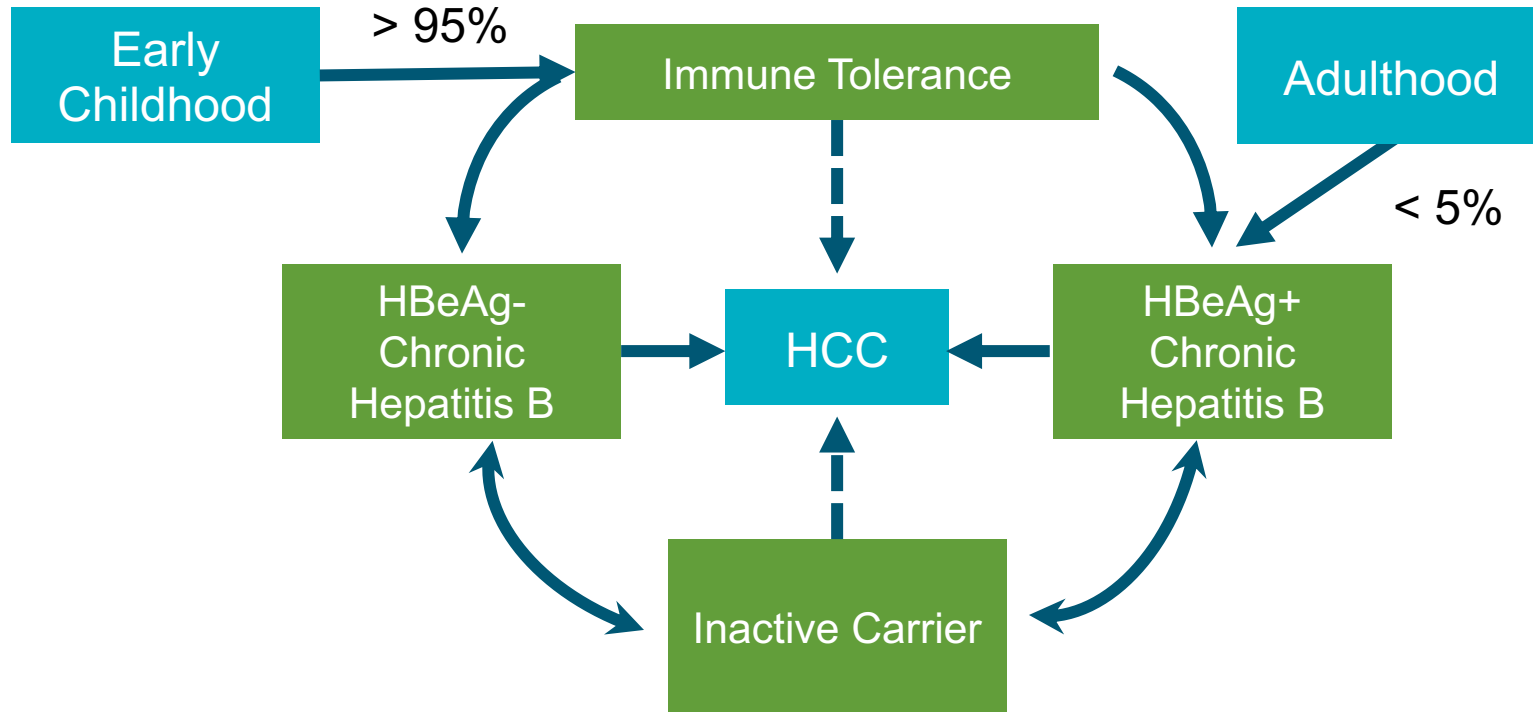 Early
Childhood
> 95%
Immune Tolerance
Adulthood
< 5%
HBeAg-
Chronic
Hepatitis B
HCC
HBeAg+
Chronic
Hepatitis B
Inactive Carrier